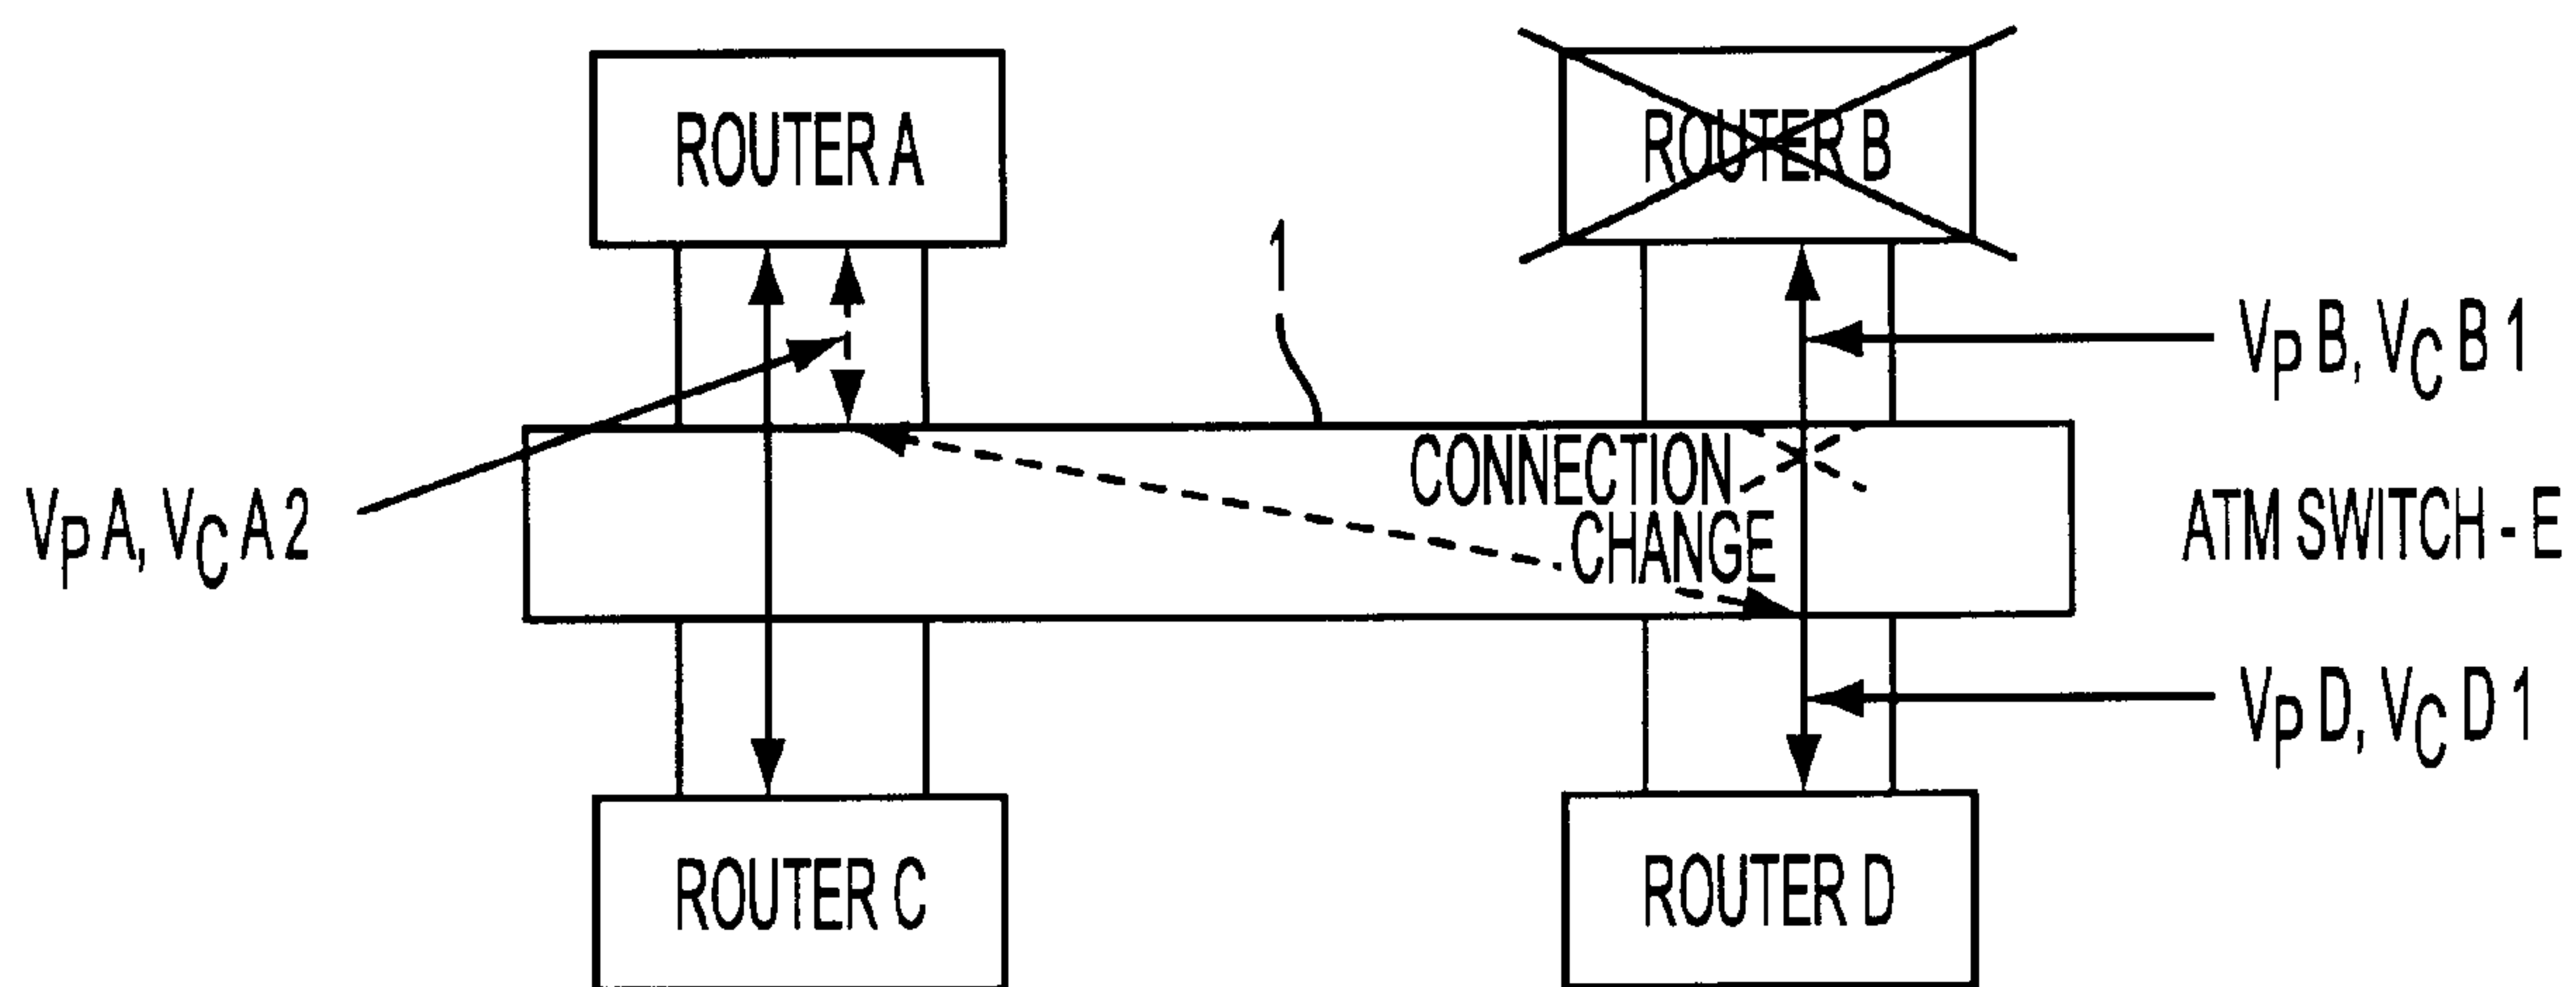 ROUTER A
ROUTER B
1
VP B, VC B 1
CONNECTION
CHANGE
VP A, VC A 2
ATM SWITCH - E
VP D, VC D 1
ROUTER C
ROUTER D